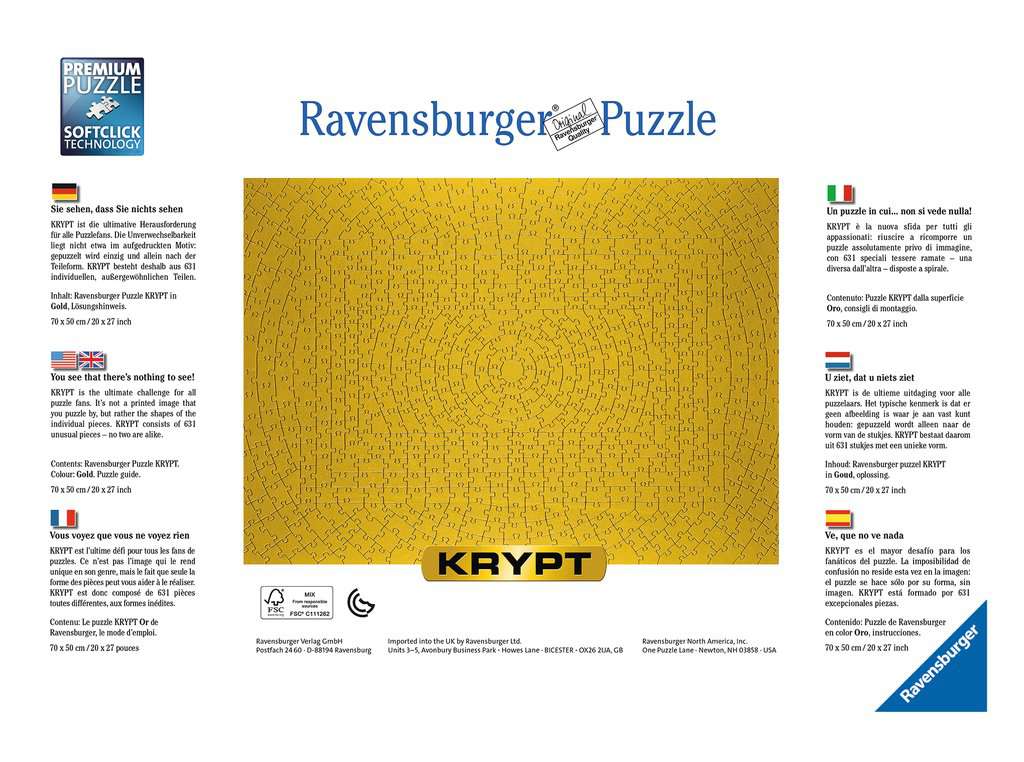 PREMIUM
PUZZLE
SOFTCLICK
TECHNOLOGY
Ravensburger® Puzzle
Original
Ravensburger
Quality
Sie sehen, dass Sie nichts sehen
KRYPT ist die ultimative Herausforderung
für alle Puzzlefans. Die Unverwechselbarkeit
liegt nicht etwa im aufgedruckten Motiv:
gepuzzelt wird einzig und allein nach der
Teileform. KRYPT besteht deshalb aus 631
individuellen, außergewöhnlichen Teilen.
Inhalt: Ravensburger Puzzle KRYPT in
Gold, Lösungshinweis.
70 x 50 cm / 20 x 27 inch
You see that there's nothing to see!
KRYPT is the ultimate challenge for all
puzzle fans. It's not a printed image that
you puzzle by, but rather the shapes of the
individual pieces. KRYPT consists of 631
unusual pieces – no two are alike.
Contents: Ravensburger Puzzle KRYPT.
Colour: Gold. Puzzle guide.
70 x 50 cm / 20 x 27 inch
Vous voyez que vous ne voyez rien
KRYPT est l'ultime défi pour tous les fans de
puzzles. Ce n'est pas l'image qui le rend
unique en son genre, mais le fait que seule la
forme des pièces peut vous aider à le réaliser.
KRYPT est donc composé de 631 pièces
toutes différentes, aux formes inédites.
Contenu: Le puzzle KRYPT Or de
Ravensburger, le mode d'emploi.
70 x 50 cm / 20 x 27 pouces
KRYPT
FSC
MIX
From responsible
sources
FSC® C111262
Ravensburger Verlag GmbH
Postfach 24 60 · D-88194 Ravensburg
Imported into the UK by Ravensburger Ltd.
Units 3–5, Avonbury Business Park · Howes Lane · BICESTER · OX26 2UA, GB
Ravensburger North America, Inc.
One Puzzle Lane · Newton, NH 03858 · USA
Un puzzle in cui... non si vede nulla!
KRYPT è la nuova sfida per tutti gli
appassionati: riuscire a ricomporre un
puzzle assolutamente privo di immagine,
con 631 speciali tessere ramate – una
diversa dall'altra – disposte a spirale.
Contenuto: Puzzle KRYPT dalla superficie
Oro, consigli di montaggio.
70 x 50 cm / 20 x 27 inch
U ziet, dat u niets ziet
KRYPT is de ultieme uitdaging voor alle
puzzelaars. Het typische kenmerk is dat er
geen afbeelding is waar je aan vast kunt
houden: gepuzzeld wordt alleen naar de
vorm van de stukjes. KRYPT bestaat daarom
uit 631 stukjes met een unieke vorm.
Inhoud: Ravensburger puzzel KRYPT
in Goud, oplossing.
70 x 50 cm / 20 x 27 inch
Ve, que no ve nada
KRYPT es el mayor desafío para los
fanáticos del puzzle. La imposibilidad de
confusión no reside esta vez en la imagen:
el puzzle se hace sólo por su forma, sin
imagen. KRYPT está formado por 631
excepcionales piezas.
Contenido: Puzzle de Ravensburger
en color Oro, instrucciones.
70 x 50 cm / 20 x 27 inch
Ravensburger